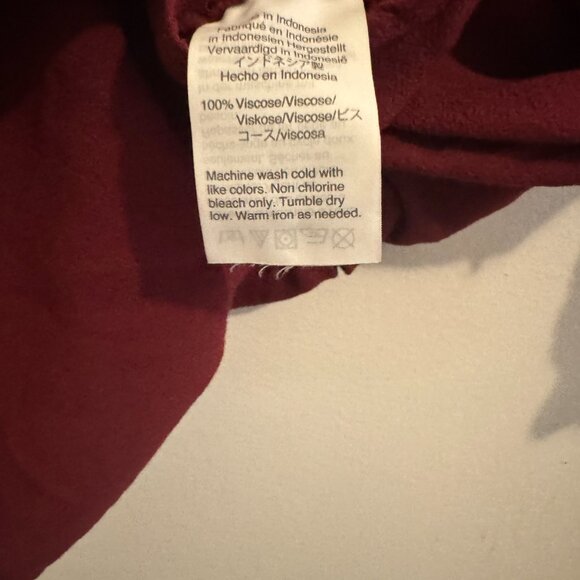 in Indonesia
Fabriqué en Indonésie
in Indonesien Hergestellt
Vervaardigd in Indonesië
インドネシア製
Hecho en Indonesia
100% Viscose/Viscose/
Viskose/Viscose/ビス
コース/viscosa
Machine wash cold with
like colors. Non chlorine
bleach only. Tumble dry
low. Warm iron as needed.